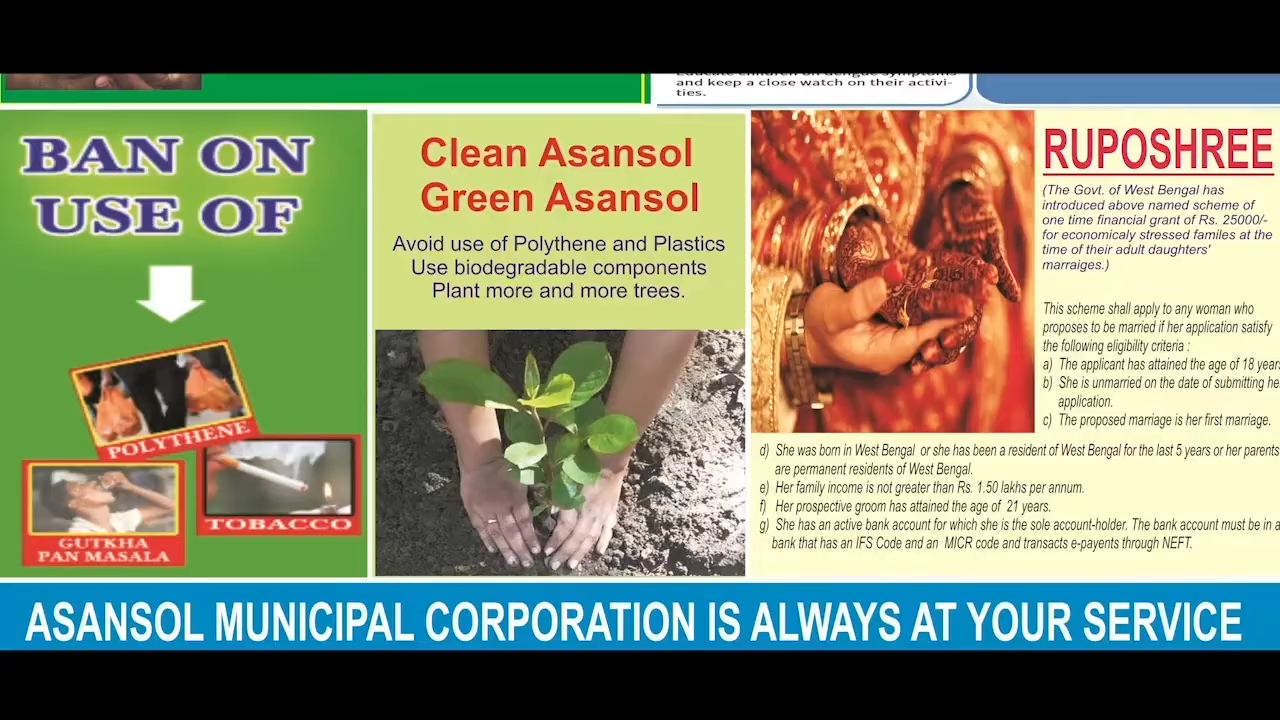 Educate children on dengue symptoms
and keep a close watch on their activi-
ties.
BAN ON
USE OF
POLYTHENE
TOBACCO
GUTKHA
PAN MASALA
Clean Asansol
Green Asansol
Avoid use of Polythene and Plastics
Use biodegradable components
Plant more and more trees.
RUPOSHREE
(The Govt. of West Bengal has
introduced above named scheme of
one time financial grant of Rs. 25000/-
for economicaly stressed familes at the
time of their adult daughters'
marraiges.)
This scheme shall apply to any woman who
proposes to be married if her application satisfy
the following eligibility criteria :
a) The applicant has attained the age of 18 years
b) She is unmarried on the date of submitting he
application.
c) The proposed marriage is her first marriage.
d) She was born in West Bengal or she has been a resident of West Bengal for the last 5 years or her parents
are permanent residents of West Bengal.
e) Her family income is not greater than Rs. 1.50 lakhs per annum.
f) Her prospective groom has attained the age of 21 years.
g) She has an active bank account for which she is the sole account-holder. The bank account must be in a
bank that has an IFS Code and an MICR code and transacts e-payents through NEFT.
ASANSOL MUNICIPAL CORPORATION IS ALWAYS AT YOUR SERVICE